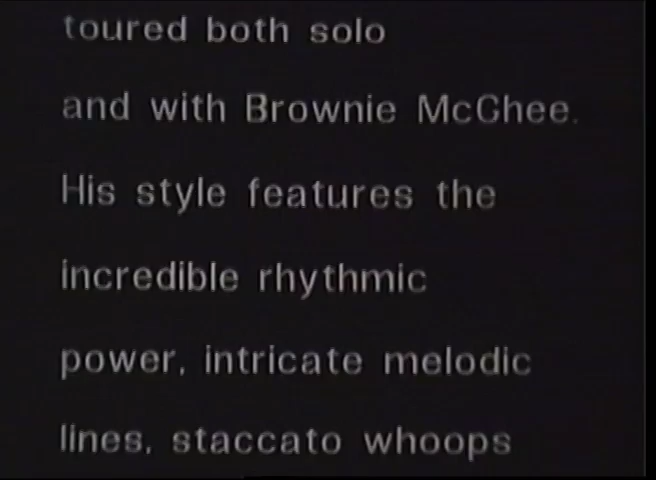 toured both solo
and with Brownie McGhee.
His style features the
incredible rhythmic
power, intricate melodic
lines, staccato whoops